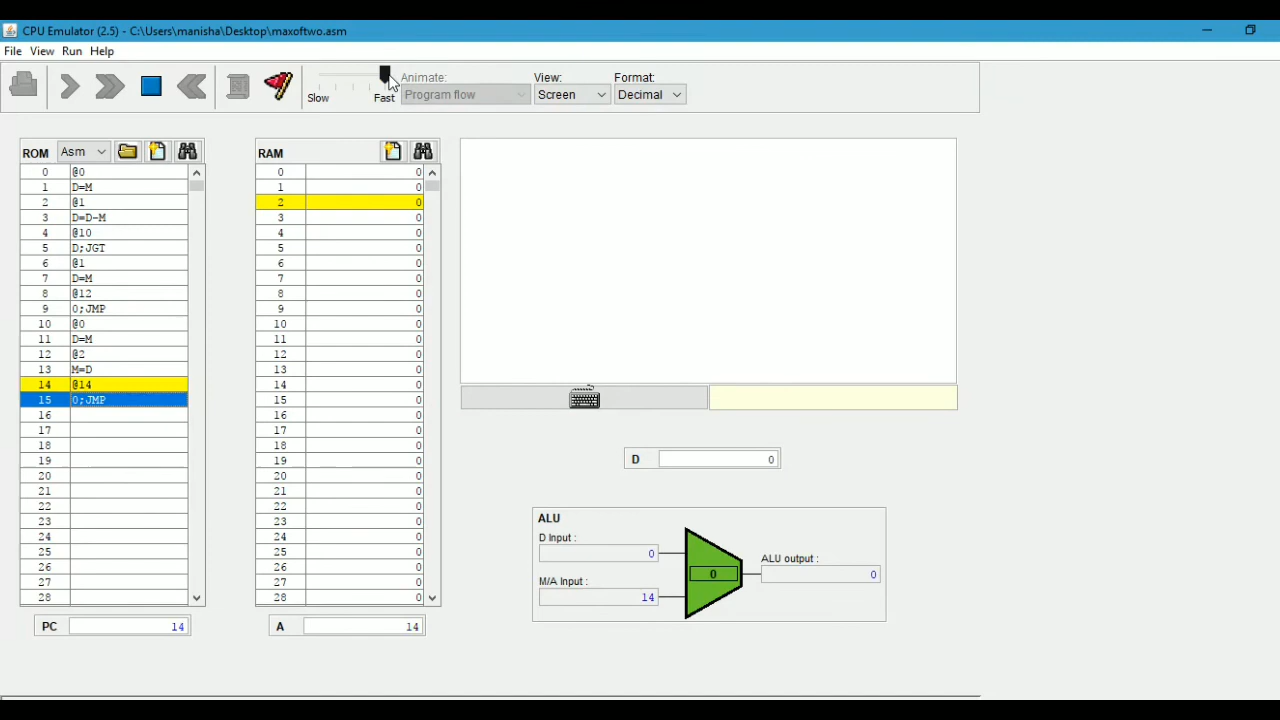 CPU Emulator (2.5) - C:\Users\manisha\Desktop\maxoftwo.asm
File View Run Help
Slow Fast
Animate: View: Format:
Program flow Screen Decimal
ROM Asm
0 @0
1 D=M
2 @1
3 D=D-M
4 @10
5 D;JGT
6 @1
7 D=M
8 @12
9 0;JMP
10 @0
11 D=M
12 @2
13 M=D
14 @14
15 0;JMP
16
17
18
19
20
21
22
23
24
25
26
27
28
PC 14
RAM
0 0
1 0
2 0
3 0
4 0
5 0
6 0
7 0
8 0
9 0
10 0
11 0
12 0
13 0
14 0
15 0
16 0
17 0
18 0
19 0
20 0
21 0
22 0
23 0
24 0
25 0
26 0
27 0
28 0
A 14
D 0
ALU
D Input :
0
M/A Input :
14
0
ALU output :
0